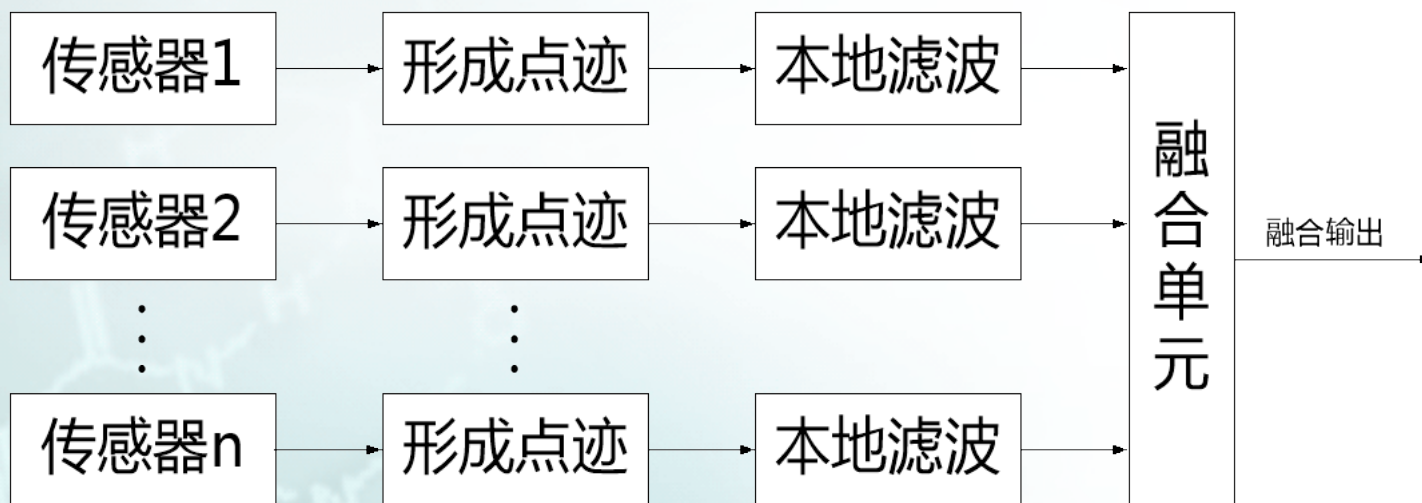 传感器1
形成点迹
本地滤波
传感器2
形成点迹
本地滤波
传感器n
形成点迹
本地滤波
融合单元
融合输出